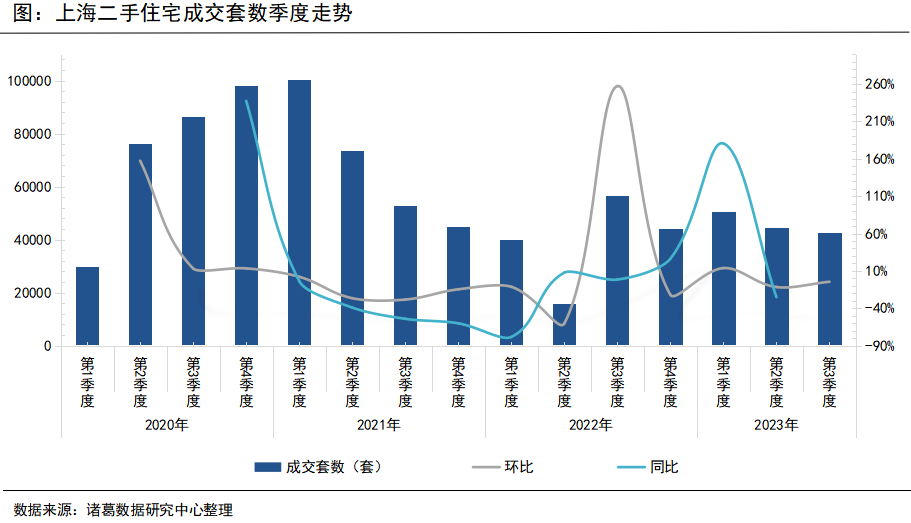 图：上海二手住宅成交套数季度走势
100000
80000
60000
40000
20000
0
260%
210%
160%
110%
60%
10%
-40%
-90%
第1季度
第2季度
第3季度
第4季度
第1季度
第2季度
第3季度
第4季度
第1季度
第2季度
第3季度
第4季度
第1季度
第2季度
第3季度
2020年
2021年
2022年
2023年
成交套数（套）
环比
同比
数据来源：诸葛数据研究中心整理